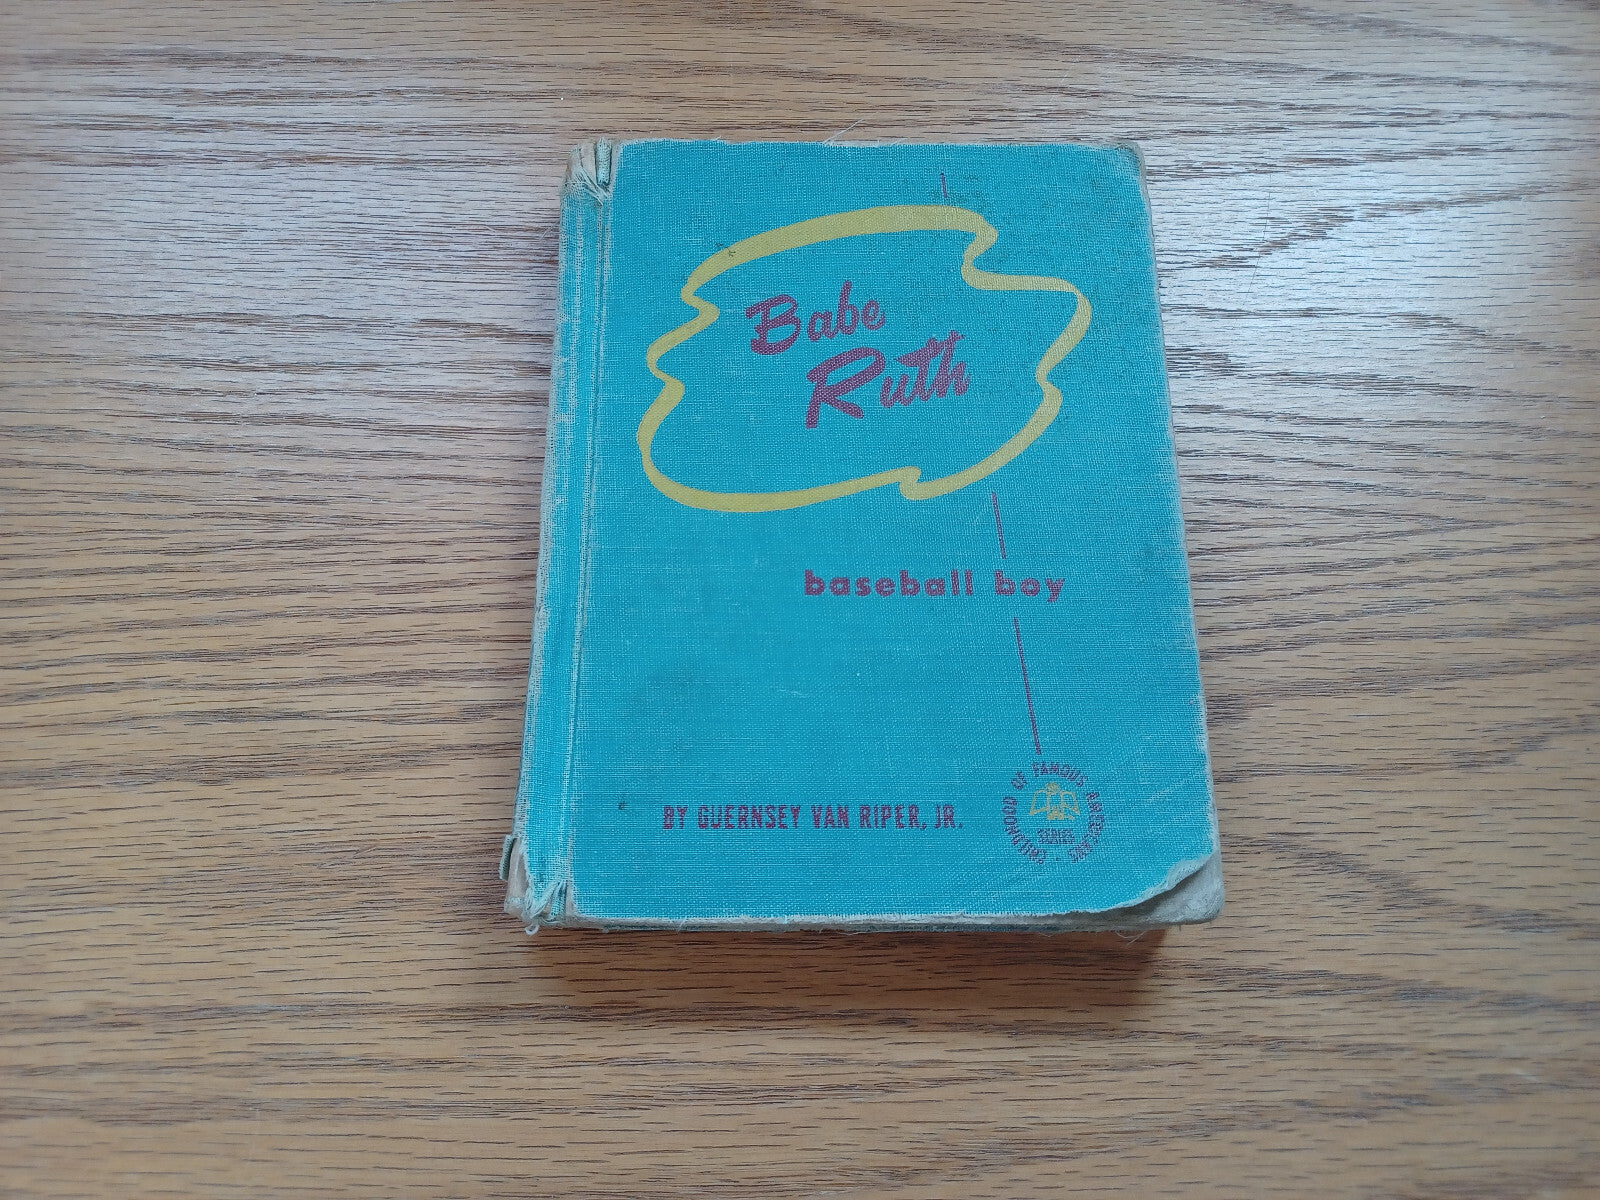 Babe
Ruth
baseball boy
BY GUERNSEY VAN RIPER, JR.
CHILDHOOD OF FAMOUS AMERICANS
SERIES